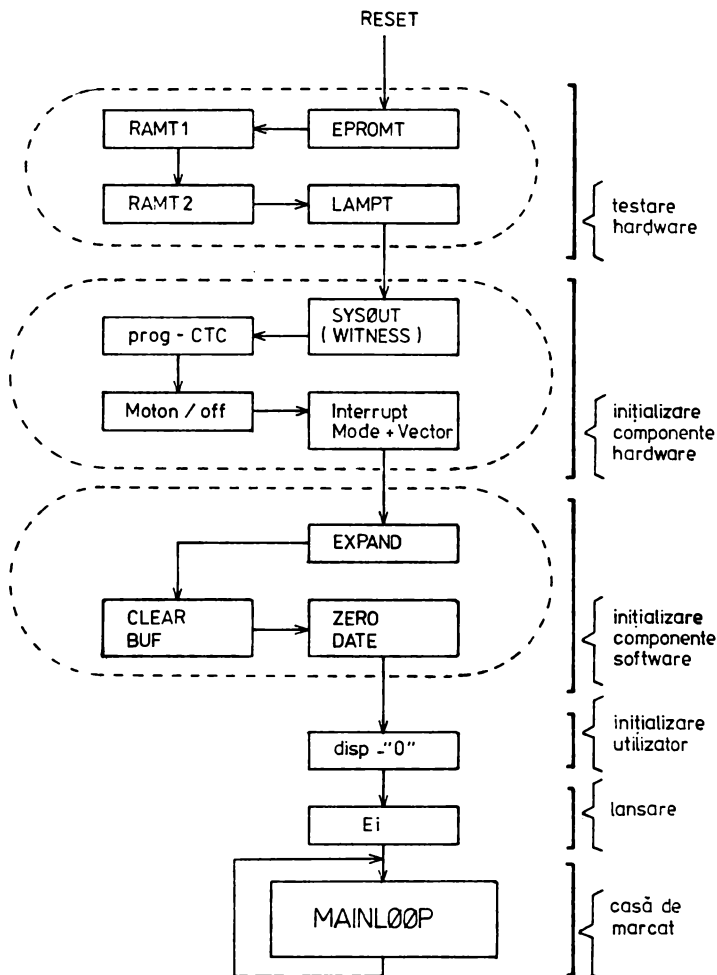 RESET
RAMT1
EPROMT
RAMT2
LAMPT
testare
hardware
SYSØUT
(WITNESS)
prog - CTC
Moton / off
Interrupt
Mode + Vector
inițializare
componente
hardware
EXPAND
CLEAR
BUF
ZERO
DATE
inițializare
componente
software
disp -"0"
inițializare
utilizator
Ei
lansare
MAINLØØP
casă de
marcat